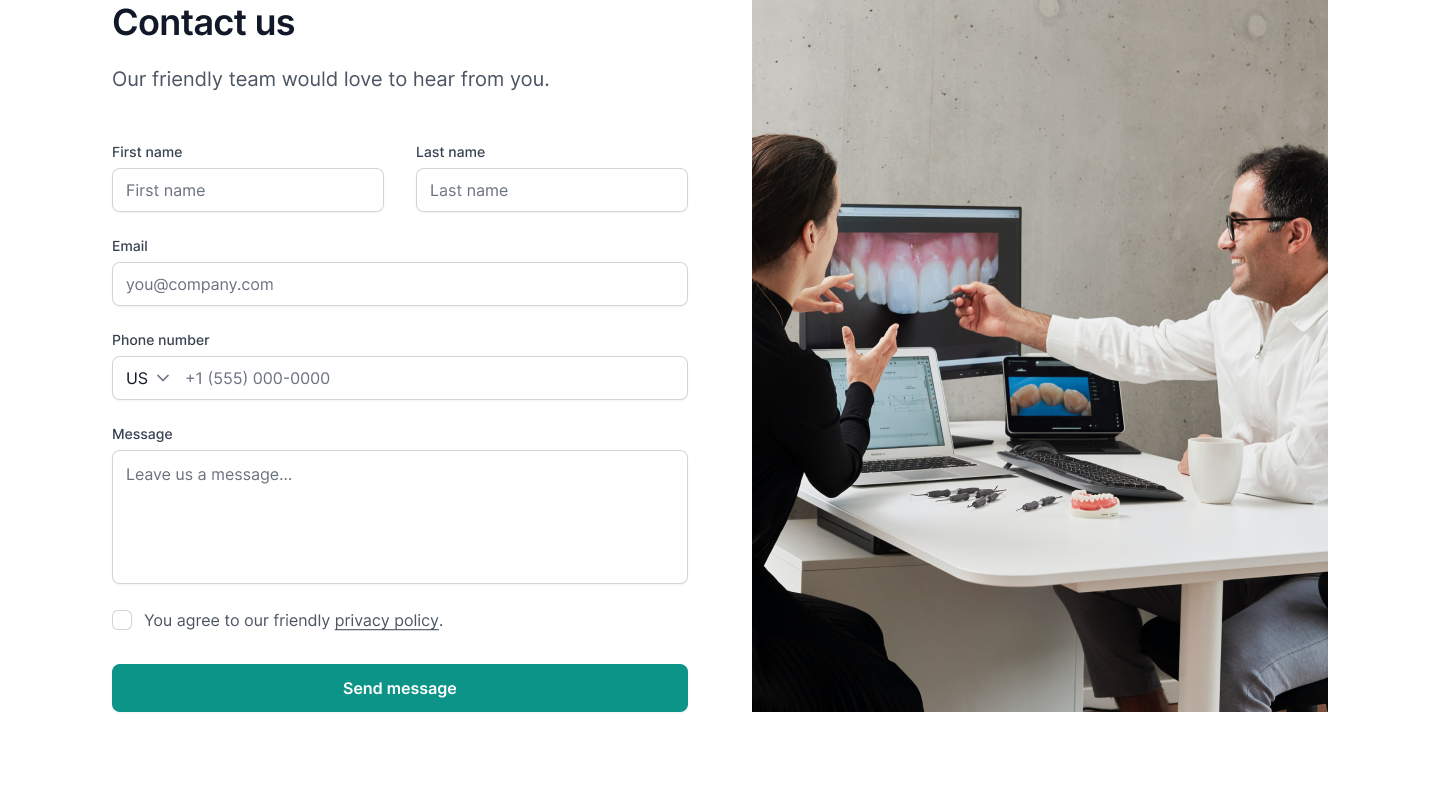 Contact us
Our friendly team would love to hear from you.
First name
Last name
First name
Last name
Email
you@company.com
Phone number
US +1 (555) 000-0000
Message
Leave us a message...
You agree to our friendly privacy policy.
Send message